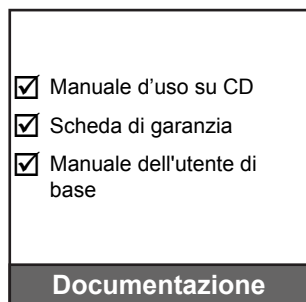 Manuale d’uso su CD
Scheda di garanzia
Manuale dell'utente di
base
Documentazione